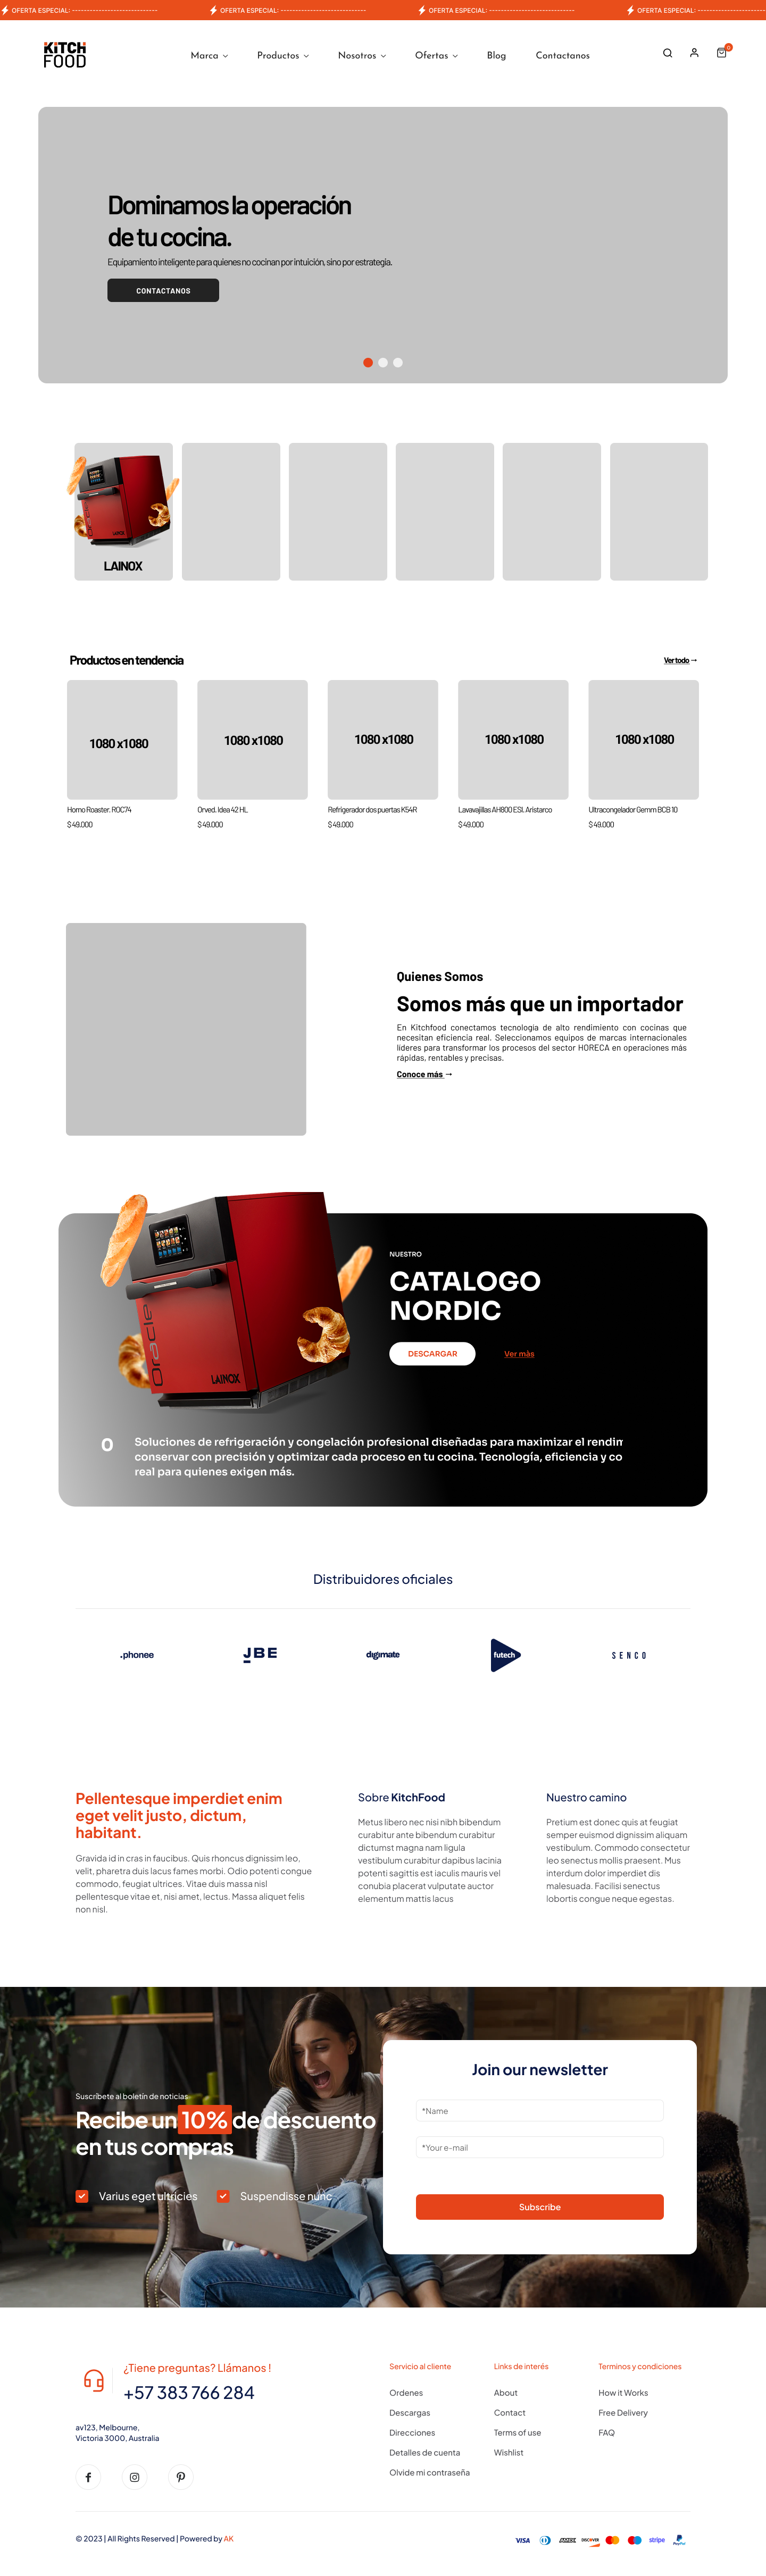 OFERTA ESPECIAL: ----------------------------- OFERTA ESPECIAL: ----------------------------- OFERTA ESPECIAL: ----------------------------- OFERTA ESPECIAL: -----------------------
KITCH
FOOD
Marca Productos Nosotros Ofertas Blog Contactanos
0
Dominamos la operación
de tu cocina.
Equipamiento inteligente para quienes no cocinan por intuición, sino por estrategia.
CONTACTANOS
LAINOX
Productos en tendencia
Ver todo →
1080 x1080
1080 x1080
1080 x1080
1080 x1080
1080 x1080
Horno Roaster. ROC74
$ 49.000
Orved. Idea 42 HL
$ 49.000
Refrigerador dos puertas K54R
$ 49.000
Lavavajillas AH800 ESI. Aristarco
$ 49.000
Ultracongelador Gemm BCB 10
$ 49.000
Quienes Somos
Somos más que un importador
En Kitchfood conectamos tecnología de alto rendimiento con cocinas que
necesitan eficiencia real. Seleccionamos equipos de marcas internacionales
líderes para transformar los procesos del sector HORECA en operaciones más
rápidas, rentables y precisas.
Conoce más →
Oracle
LAINOX
NUESTRO
CATALOGO
NORDIC
DESCARGAR
Ver màs
0
Soluciones de refrigeración y congelación profesional diseñadas para maximizar el rendim
conservar con precisión y optimizar cada proceso en tu cocina. Tecnología, eficiencia y co
real para quienes exigen más.
Distribuidores oficiales
.phonee
JBE
digimate
futech
SENCO
Pellentesque imperdiet enim
eget velit justo, dictum,
habitant.
Gravida id in cras in faucibus. Quis rhoncus dignissim leo,
velit, pharetra duis lacus fames morbi. Odio potenti congue
commodo, feugiat ultrices. Vitae duis massa nisl
pellentesque vitae et, nisi amet, lectus. Massa aliquet felis
non nisl.
Sobre KitchFood
Metus libero nec nisi nibh bibendum
curabitur ante bibendum curabitur
dictumst magna nam ligula
vestibulum curabitur dapibus lacinia
potenti sagittis est iaculis mauris vel
conubia placerat vulputate auctor
elementum mattis lacus
Nuestro camino
Pretium est donec quis at feugiat
semper euismod dignissim aliquam
vestibulum. Commodo consectetur
leo senectus mollis praesent. Mus
interdum dolor imperdiet dis
malesuada. Facilisi senectus
lobortis congue neque egestas.
Suscríbete al boletín de noticias
Recibe un 10% de descuento
en tus compras
Varius eget ultricies
Suspendisse nunc
Join our newsletter
*Name
*Your e-mail
Subscribe
¿Tiene preguntas? Llámanos !
+57 383 766 284
av123, Melbourne,
Victoria 3000, Australia
Servicio al cliente
Ordenes
Descargas
Direcciones
Detalles de cuenta
Olvide mi contraseña
Links de interés
About
Contact
Terms of use
Wishlist
Terminos y condiciones
How it Works
Free Delivery
FAQ
© 2023 | All Rights Reserved | Powered by AK
VISA
DISCOVER
stripe
PayPal